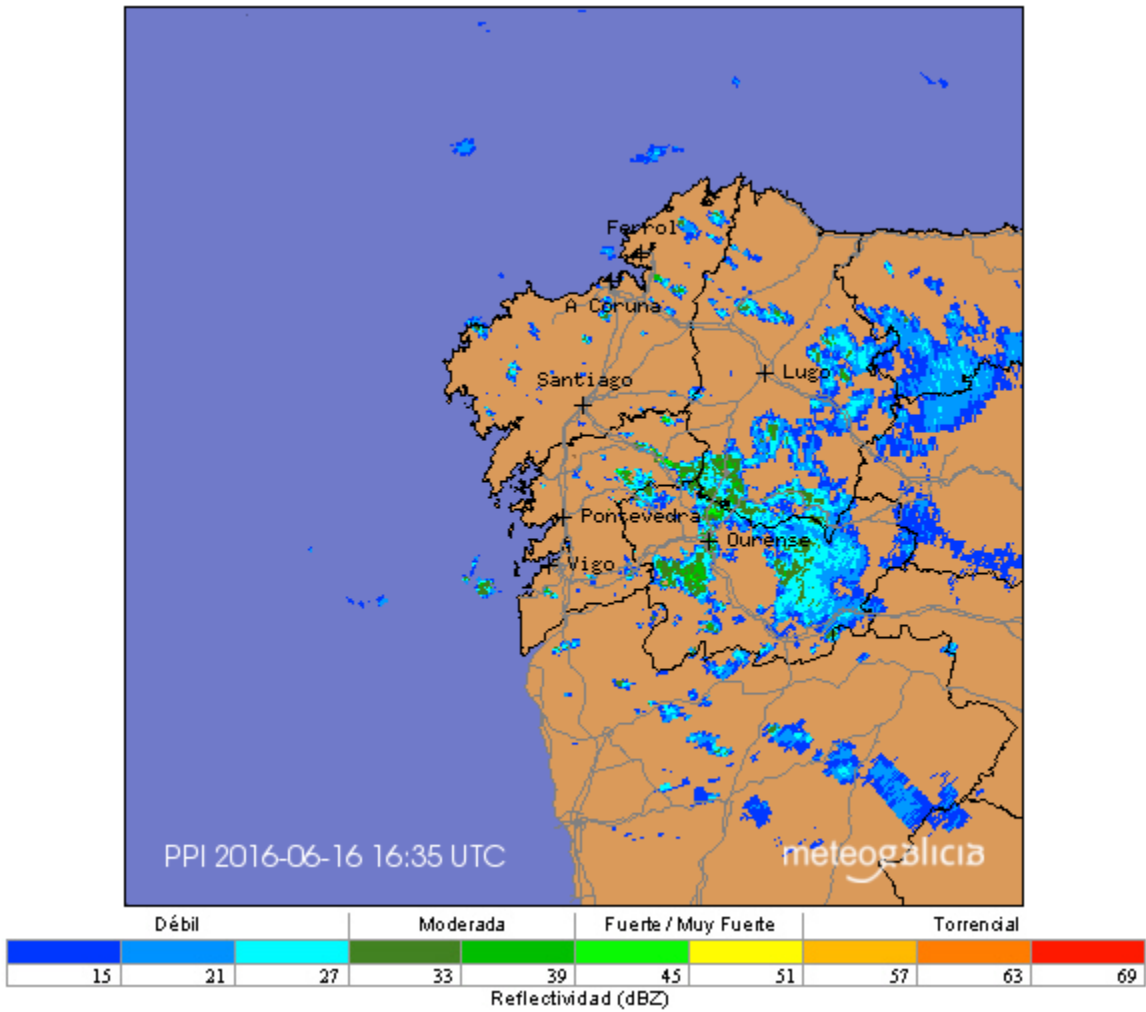 Ferrol
A Coruna
Santiago
Lugo
Pontevedra
Ourense
Vigo
PPI 2016-06-16 16:35 UTC
meteogalicia
Débil Moderada Fuerte / Muy Fuerte Torrencial
15 21 27 33 39 45 51 57 63 69
Reflectividad (dBZ)